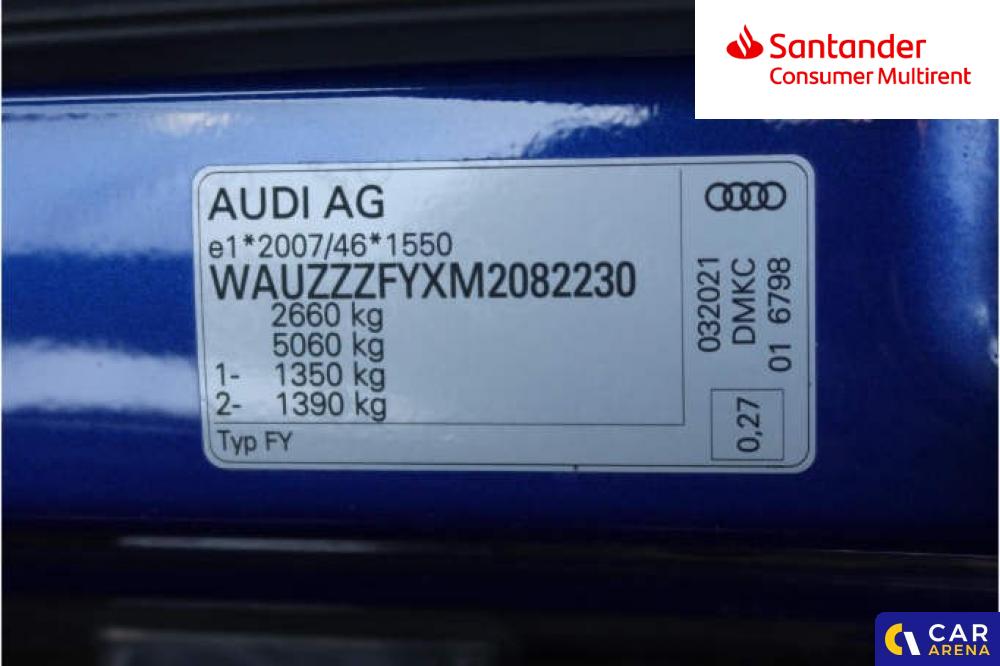 Santander
Consumer Multirent
AUDI AG
e1*2007/46*1550
WAUZZZFYXM2082230
2660 kg
5060 kg
1- 1350 kg
2- 1390 kg
Typ FY
032021
DMKC
01 6798
0,27
CAR
ARENA